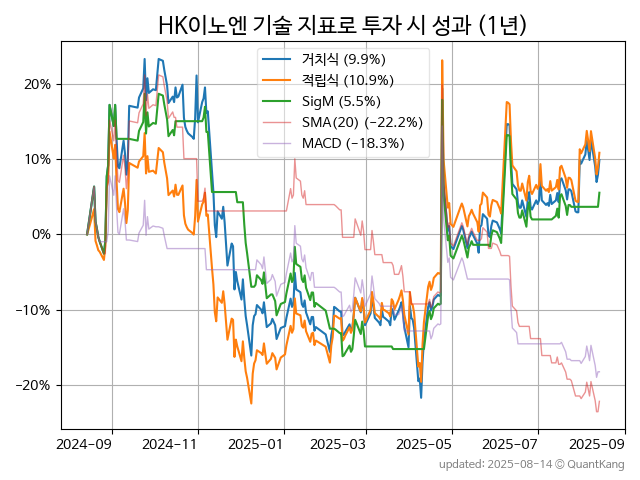 HK이노엔 기술 지표로 투자 시 성과 (1년)
거치식 (9.9%)
적립식 (10.9%)
SigM (5.5%)
SMA(20) (−22.2%)
MACD (−18.3%)
20%
10%
0%
−10%
−20%
2024-09 2024-11 2025-01 2025-03 2025-05 2025-07 2025-09
updated: 2025-08-14 © QuantKang